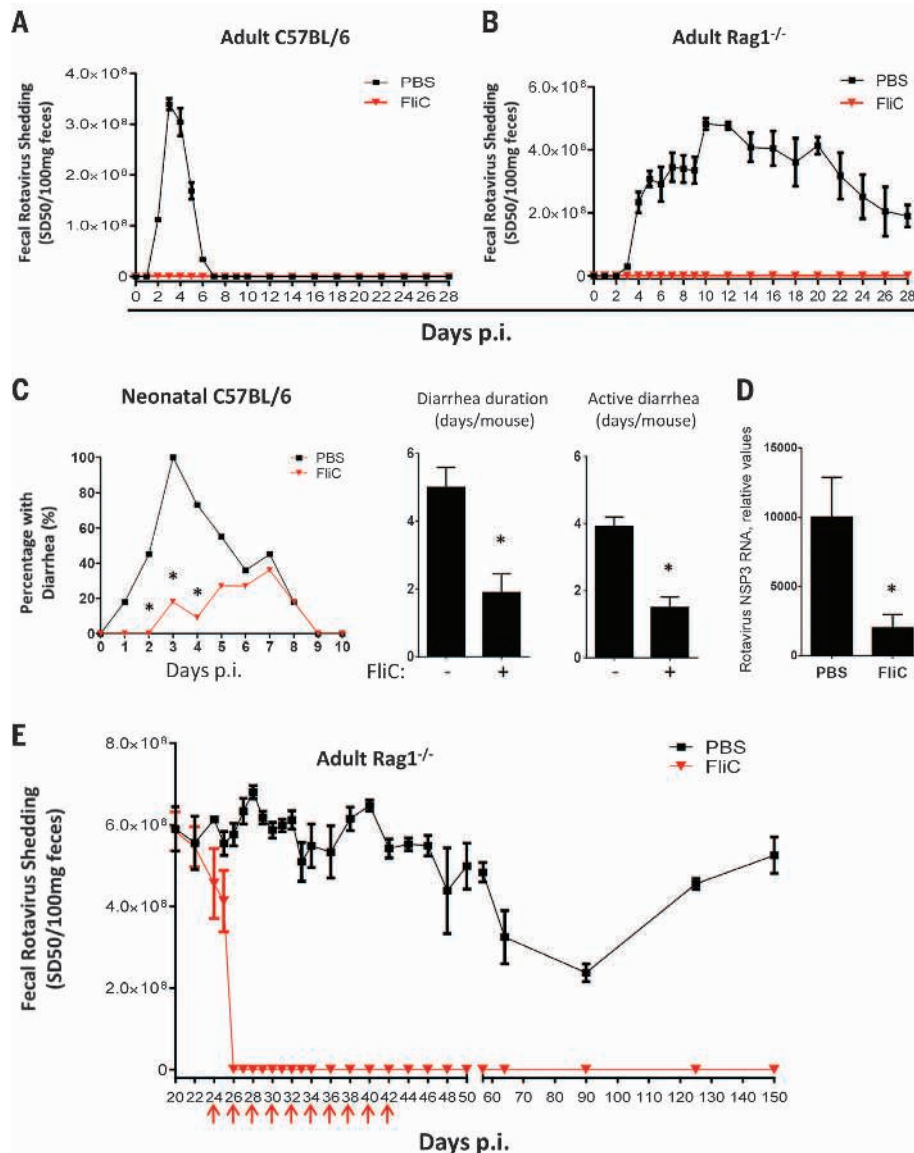 A
Adult C57BL/6
Fecal Rotavirus Shedding
(SD50/100mg feces)
4.0×10⁸
3.0×10⁸
2.0×10⁸
1.0×10⁸
0
PBS
FliC
0 2 4 6 8 10 12 14 16 18 20 22 24 26 28
B
Adult Rag1-/-
Fecal Rotavirus Shedding
(SD50/100mg feces)
6.0×10⁸
4.0×10⁸
2.0×10⁸
0
PBS
FliC
0 2 4 6 8 10 12 14 16 18 20 22 24 26 28
Days p.i.
C
Neonatal C57BL/6
Percentage with
Diarrhea (%)
100
80
60
40
20
0
PBS
FliC
* * *
0 1 2 3 4 5 6 7 8 9 10
Days p.i.
Diarrhea duration
(days/mouse)
6
4
2
*
FliC: - +
Active diarrhea
(days/mouse)
6
4
2
0
*
- +
D
Rotavirus NSP3 RNA, relative values
15000
10000
5000
0
*
PBS FliC
E
Adult Rag1-/-
Fecal Rotavirus Shedding
(SD50/100mg feces)
8.0×10⁸
6.0×10⁸
4.0×10⁸
2.0×10⁸
0
PBS
FliC
20 22 24 26 28 30 32 34 36 38 40 42 44 46 48 50 60 70 80 90 100 110 120 130 140 150
Days p.i.